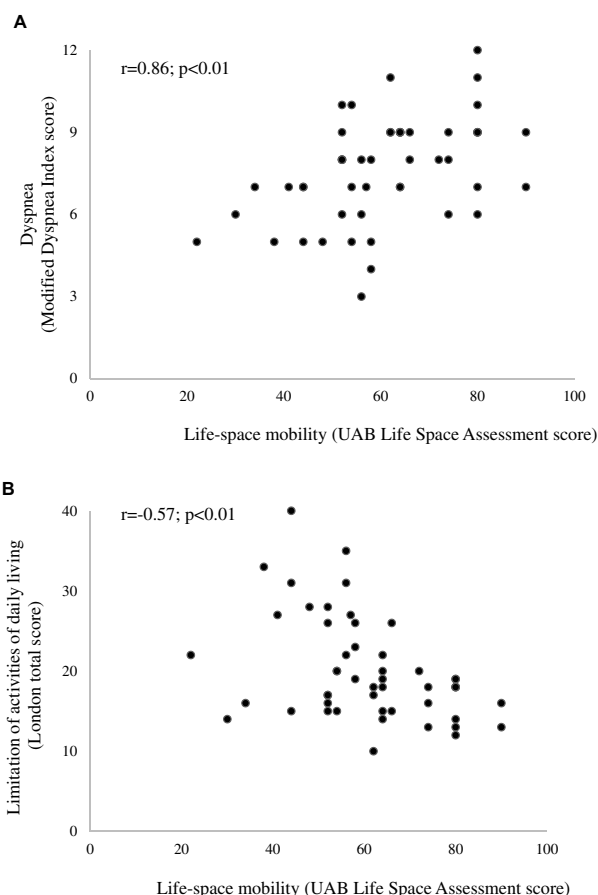 A
r=0.86; p<0.01
12
9
6
3
0
Dyspnea
(Modified Dyspnea Index score)
0 20 40 60 80 100
Life-space mobility (UAB Life Space Assessment score)
B
r=-0.57; p<0.01
40
30
20
10
0
Limitation of activities of daily living
(London total score)
0 20 40 60 80 100
Life-space mobility (UAB Life Space Assessment score)